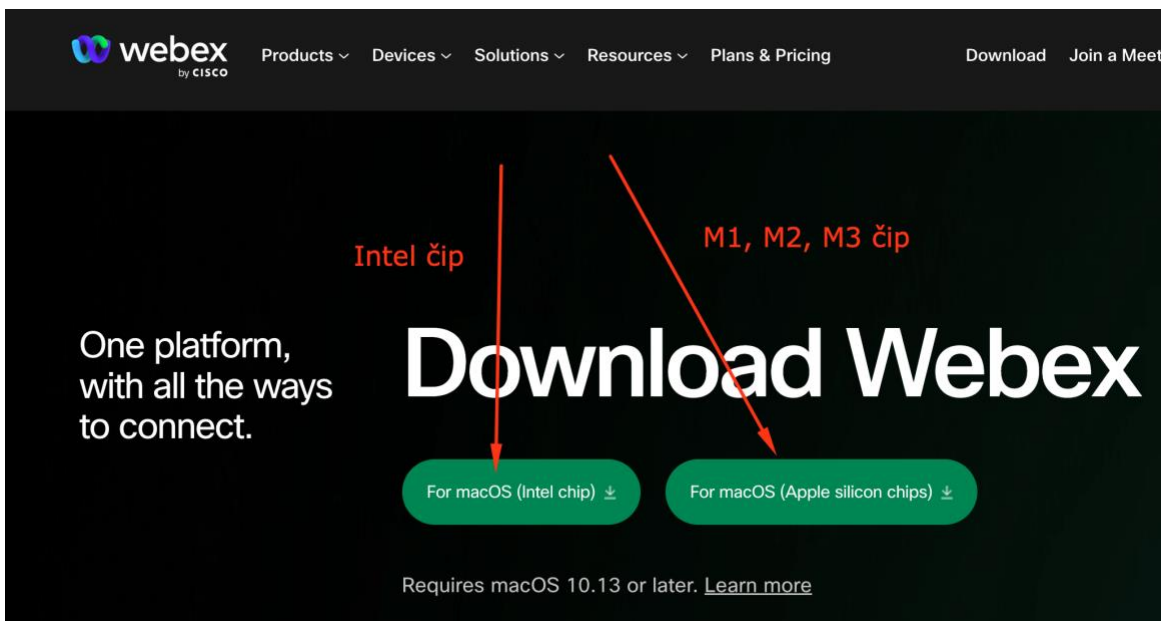 webex
by CISCO
Products Devices Solutions Resources Plans & Pricing Download Join a Meet
Intel čip
M1, M2, M3 čip
One platform,
with all the ways
to connect.
Download Webex
For macOS (Intel chip)
For macOS (Apple silicon chips)
Requires macOS 10.13 or later. Learn more